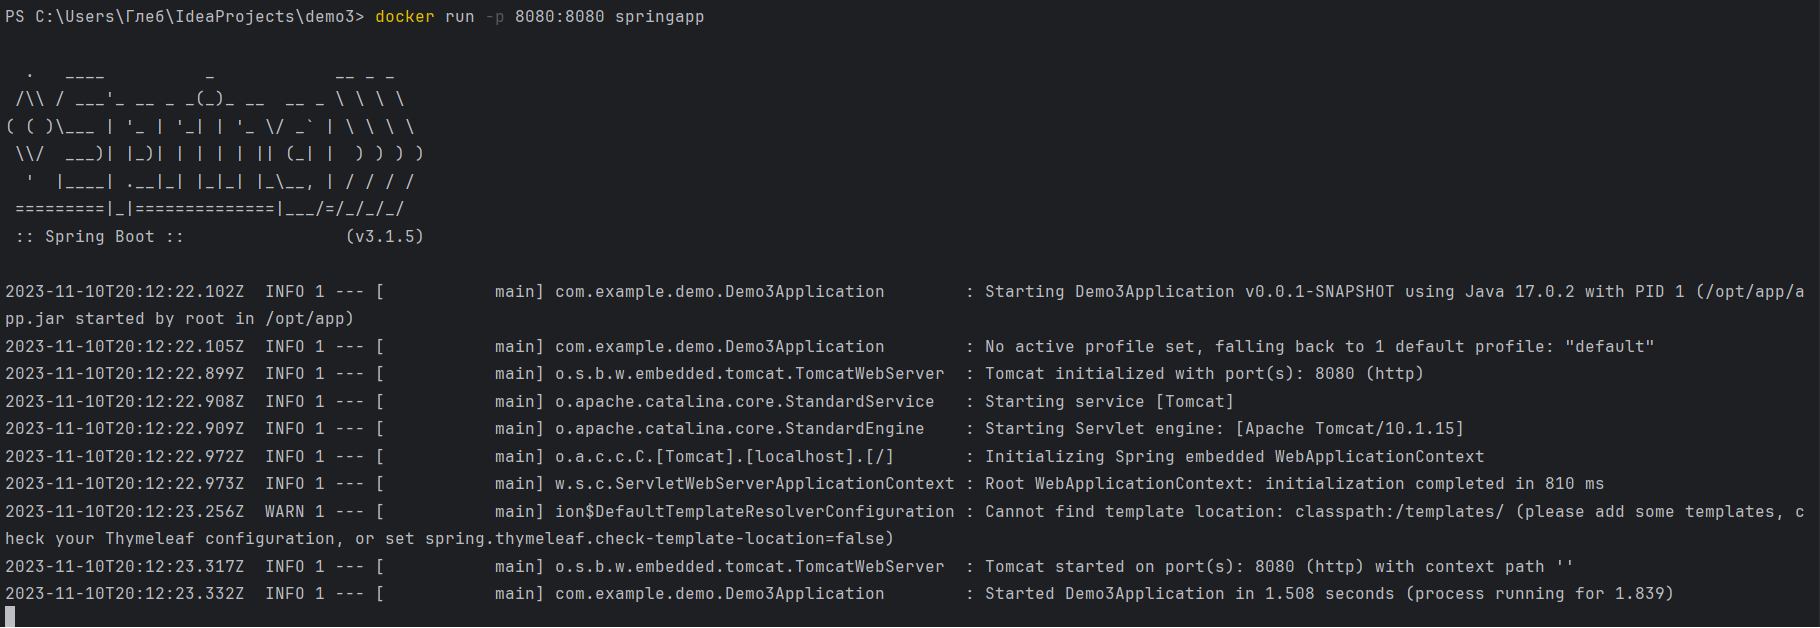 PS C:\Users\Глеб\IdeaProjects\demo3> docker run -p 8080:8080 springapp
  .   ____          _            __ _ _
 /\\ / ___'_ __ _ _(_)_ __  __ _ \ \ \ \
( ( )\___ | '_ | '_| | '_ \/ _` | \ \ \ \
 \\/  ___)| |_)| | | | | || (_| |  ) ) ) )
  '  |____| .__|_| |_|_| |_\__, | / / / /
 =========|_|==============|___/=/_/_/_/
 :: Spring Boot ::                (v3.1.5)
2023-11-10T20:12:22.102Z  INFO 1 --- [           main] com.example.demo.Demo3Application        : Starting Demo3Application v0.0.1-SNAPSHOT using Java 17.0.2 with PID 1 (/opt/app/a
pp.jar started by root in /opt/app)
2023-11-10T20:12:22.105Z  INFO 1 --- [           main] com.example.demo.Demo3Application        : No active profile set, falling back to 1 default profile: "default"
2023-11-10T20:12:22.899Z  INFO 1 --- [           main] o.s.b.w.embedded.tomcat.TomcatWebServer  : Tomcat initialized with port(s): 8080 (http)
2023-11-10T20:12:22.908Z  INFO 1 --- [           main] o.apache.catalina.core.StandardService   : Starting service [Tomcat]
2023-11-10T20:12:22.909Z  INFO 1 --- [           main] o.apache.catalina.core.StandardEngine    : Starting Servlet engine: [Apache Tomcat/10.1.15]
2023-11-10T20:12:22.972Z  INFO 1 --- [           main] o.a.c.c.C.[Tomcat].[localhost].[/]       : Initializing Spring embedded WebApplicationContext
2023-11-10T20:12:22.973Z  INFO 1 --- [           main] w.s.c.ServletWebServerApplicationContext : Root WebApplicationContext: initialization completed in 810 ms
2023-11-10T20:12:23.256Z  WARN 1 --- [           main] ion$DefaultTemplateResolverConfiguration : Cannot find template location: classpath:/templates/ (please add some templates, c
heck your Thymeleaf configuration, or set spring.thymeleaf.check-template-location=false)
2023-11-10T20:12:23.317Z  INFO 1 --- [           main] o.s.b.w.embedded.tomcat.TomcatWebServer  : Tomcat started on port(s): 8080 (http) with context path ''
2023-11-10T20:12:23.332Z  INFO 1 --- [           main] com.example.demo.Demo3Application        : Started Demo3Application in 1.508 seconds (process running for 1.839)